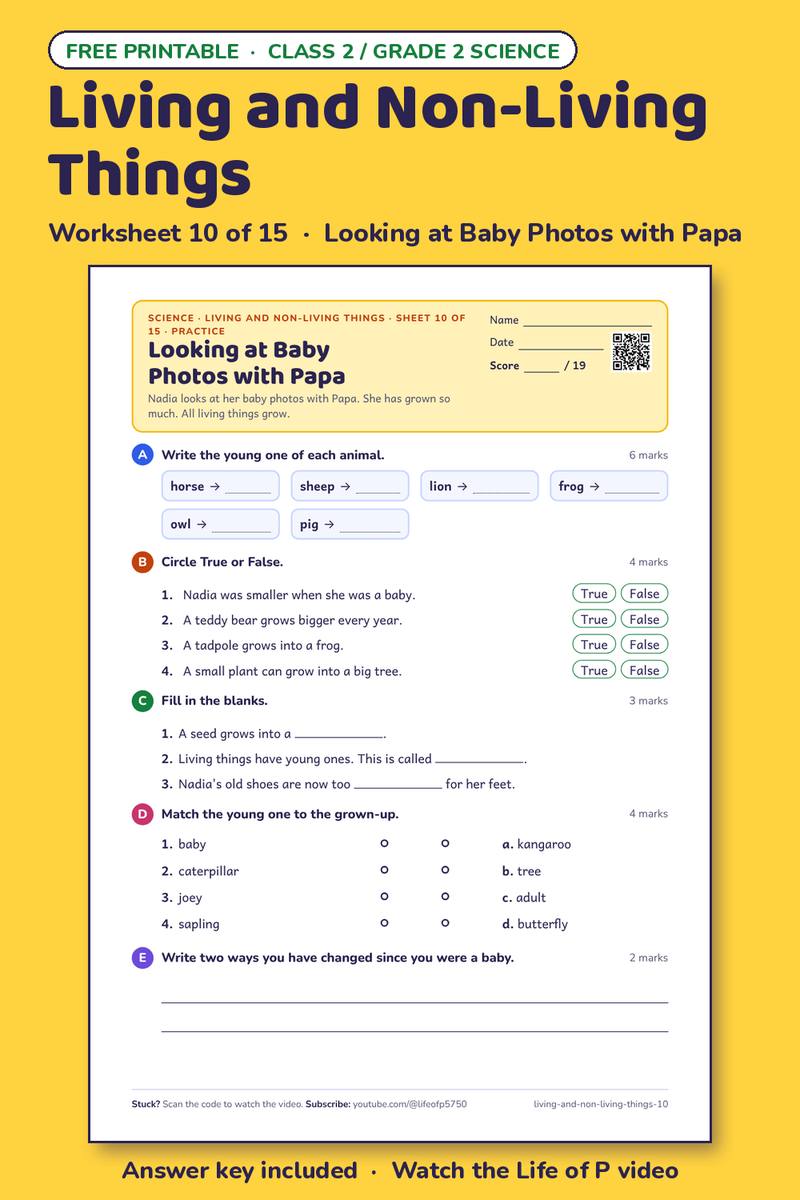 FREE PRINTABLE · CLASS 2 / GRADE 2 SCIENCE
Living and Non-Living
Things
Worksheet 10 of 15 · Looking at Baby Photos with Papa
SCIENCE · LIVING AND NON-LIVING THINGS · SHEET 10 OF
15 · PRACTICE
Looking at Baby
Photos with Papa
Nadia looks at her baby photos with Papa. She has grown so
much. All living things grow.
Name
Date
Score _____ / 19
A Write the young one of each animal. 6 marks
horse → ______ sheep → ______ lion → ______ frog → ______
owl → ______ pig → ______
B Circle True or False. 4 marks
1. Nadia was smaller when she was a baby. True False
2. A teddy bear grows bigger every year. True False
3. A tadpole grows into a frog. True False
4. A small plant can grow into a big tree. True False
C Fill in the blanks. 3 marks
1. A seed grows into a ____________.
2. Living things have young ones. This is called ____________.
3. Nadia's old shoes are now too ____________ for her feet.
D Match the young one to the grown-up. 4 marks
1. baby a. kangaroo
2. caterpillar b. tree
3. joey c. adult
4. sapling d. butterfly
E Write two ways you have changed since you were a baby. 2 marks
Stuck? Scan the code to watch the video. Subscribe: youtube.com/@lifeofp5750 living-and-non-living-things-10
Answer key included · Watch the Life of P video